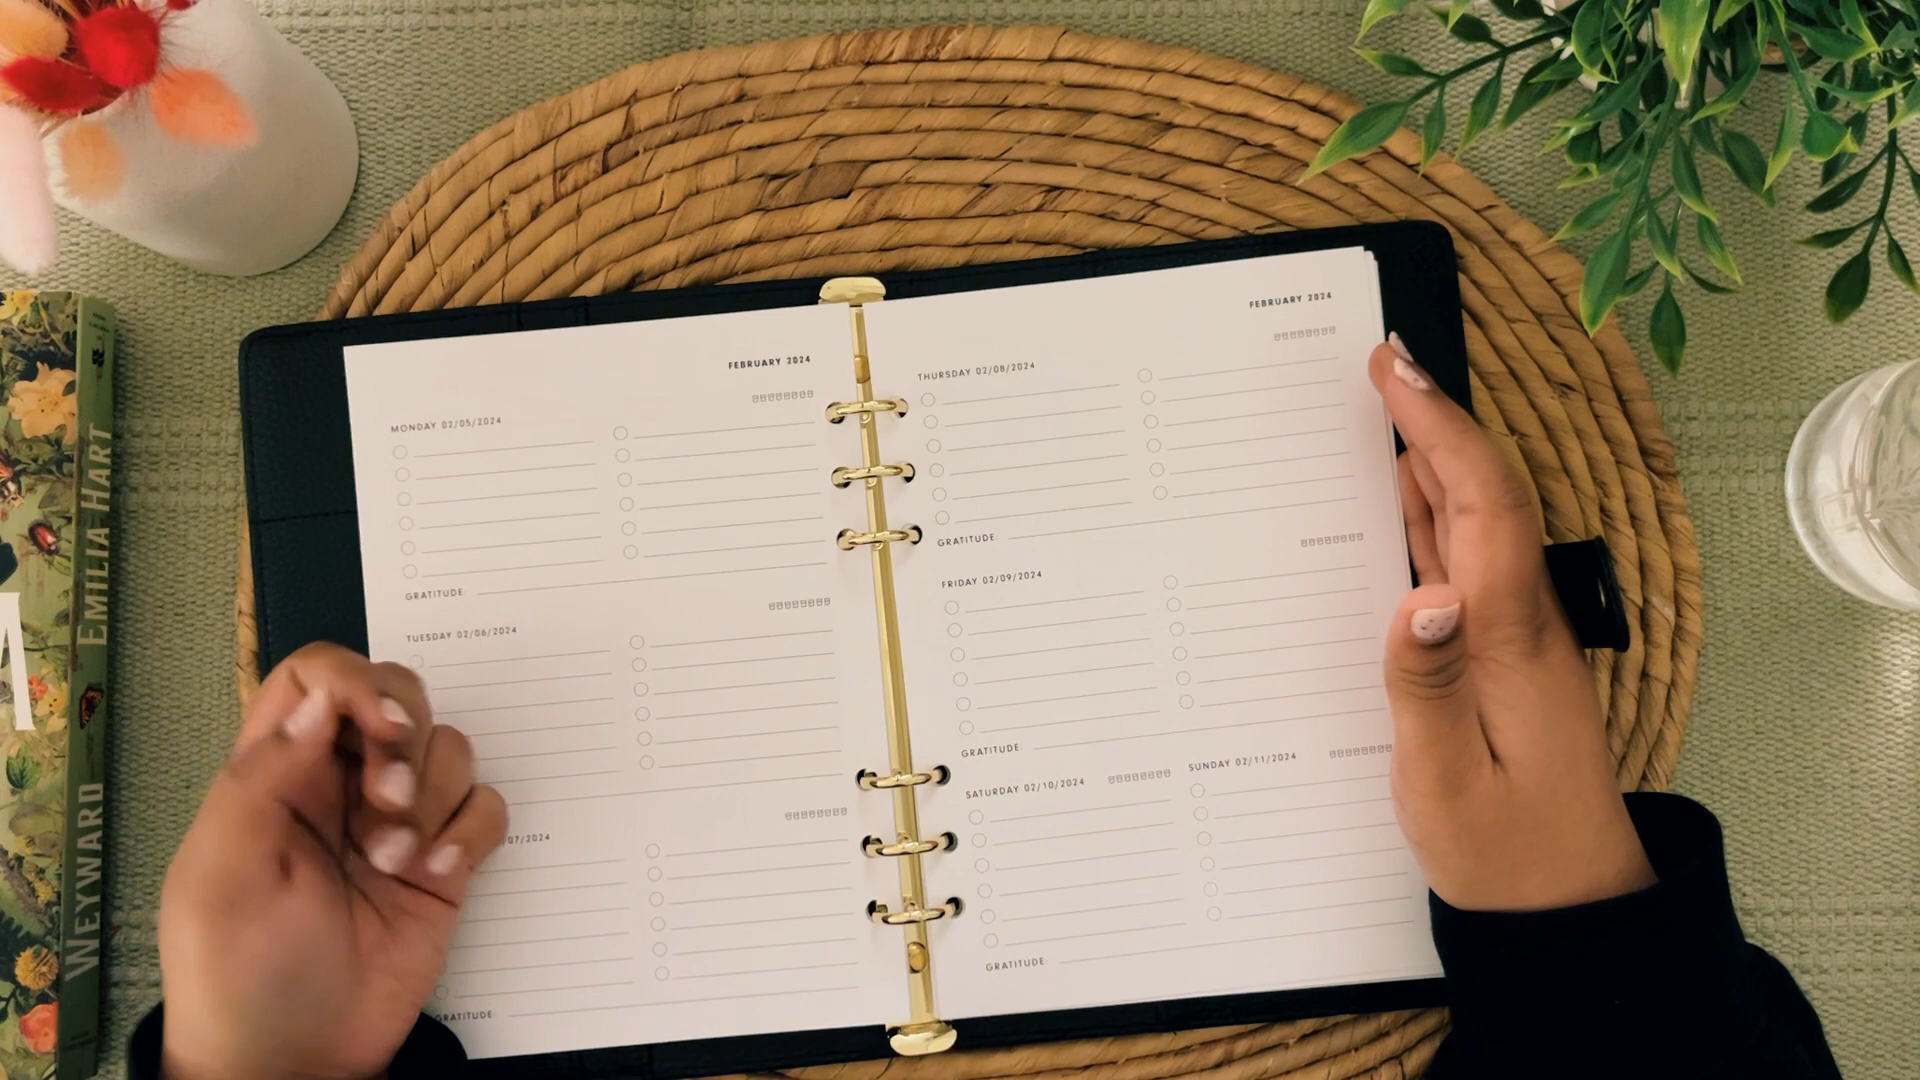 FEBRUARY 2024
MONDAY 02/05/2024
GRATITUDE:
TUESDAY 02/06/2024
07/2024
GRATITUDE:
FEBRUARY 2024
THURSDAY 02/08/2024
GRATITUDE:
FRIDAY 02/09/2024
GRATITUDE:
SATURDAY 02/10/2024
SUNDAY 02/11/2024
GRATITUDE:
WEYWARD EMILIA HART
A